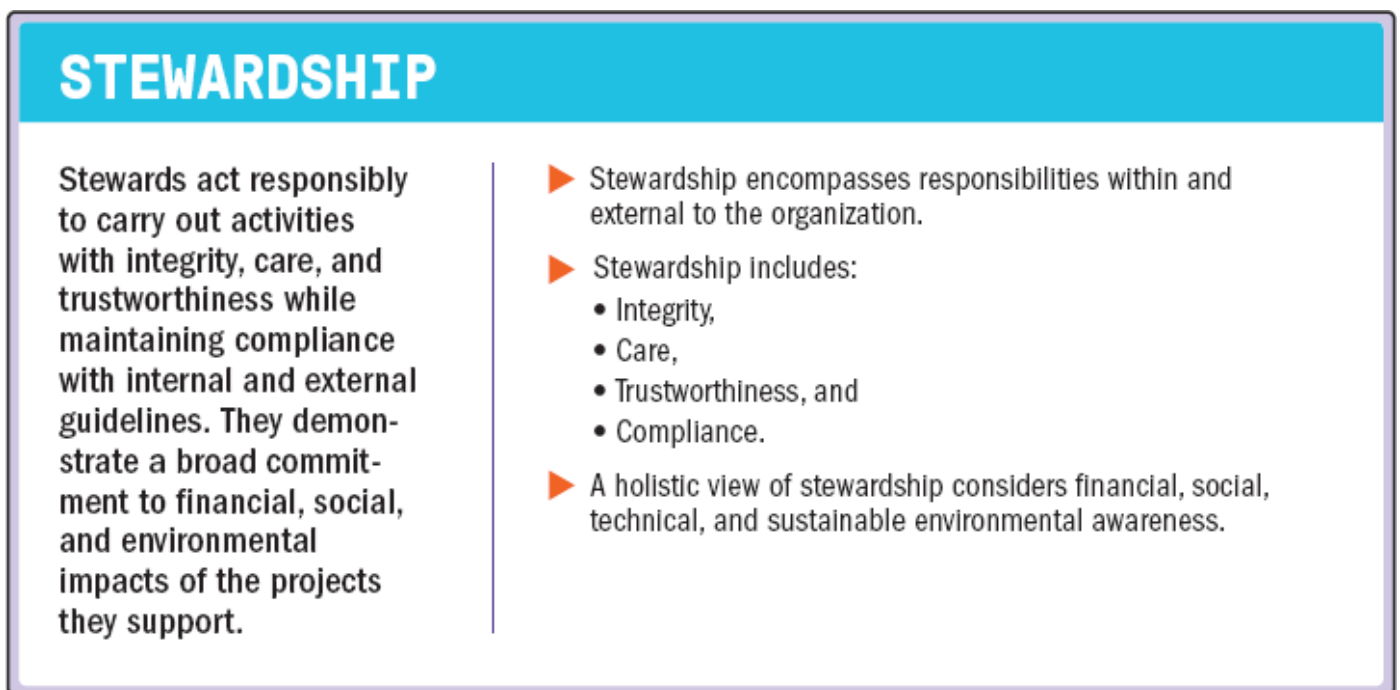 STEWARDSHIP
Stewards act responsibly
to carry out activities
with integrity, care, and
trustworthiness while
maintaining compliance
with internal and external
guidelines. They demon-
strate a broad commit-
ment to financial, social,
and environmental
impacts of the projects
they support.
▶ Stewardship encompasses responsibilities within and
external to the organization.
▶ Stewardship includes:
• Integrity,
• Care,
• Trustworthiness, and
• Compliance.
▶ A holistic view of stewardship considers financial, social,
technical, and sustainable environmental awareness.